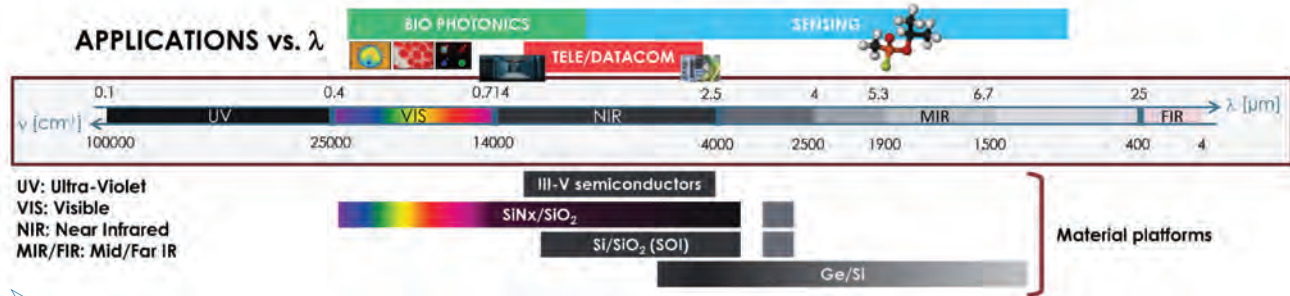 BIO PHOTONICS SENSING
APPLICATIONS vs. λ
TELE/DATACOM
0.1 0.4 0.714 2.5 4 5.3 6.7 25
λ [μm]
UV VIS NIR MIR FIR
ν [cm⁻¹]
100000 25000 14000 4000 2500 1900 1,500 400 4
UV: Ultra-Violet
VIS: Visible
NIR: Near Infrared
MIR/FIR: Mid/Far IR
III-V semiconductors
SiNx/SiO₂
Si/SiO₂ (SOI)
Ge/Si
Material platforms